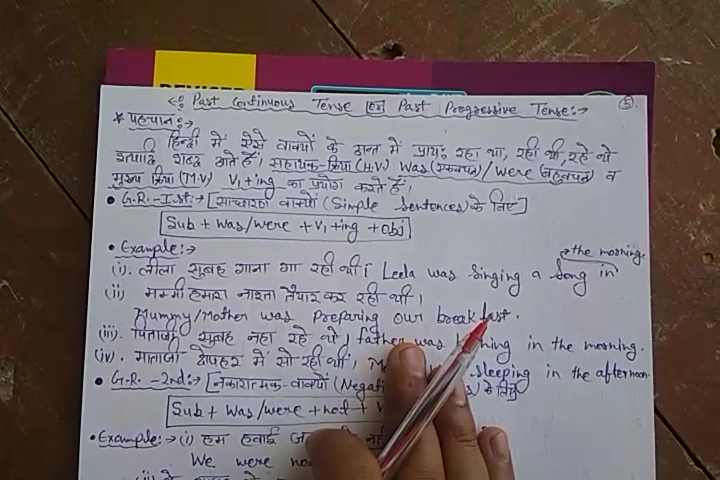 REVISED
Past Continuous Tense or Past Progressive Tense:→ (5)
* पहचान:→
हिन्दी में ऐसे वाक्यों के अन्त में प्राय: रहा था, रही थी, रहे थे
इत्यादि शब्द आते हैं। सहायक-क्रिया (H.V) was (एकवचन)/were (बहुवचन) व
मुख्य क्रिया (M.V) V₁+ing का प्रयोग करते हैं।
• G.R.-Ist:→ [साधारण वाक्यों (Simple Sentences) के लिए]
Sub + was/were + V₁ + ing + obj
• Example:→
(i). लीला सुबह गाना गा रही थी। Leela was singing a song in the morning.
(ii) मम्मी हमारा नाश्ता तैयार कर रही थी।
Mummy/Mother was preparing our breakfast.
(iii). पिताजी सुबह नहा रहे थे। father was in the morning.
(iv). माताजी दोपहर में सो रही थीं। sleeping in the afternoon.
• G.R.-2nd:→ [नकारात्मक-वाक्यों के लिए
Sub + was/were + not +
• Example:→ (i) हम हवाई
We were